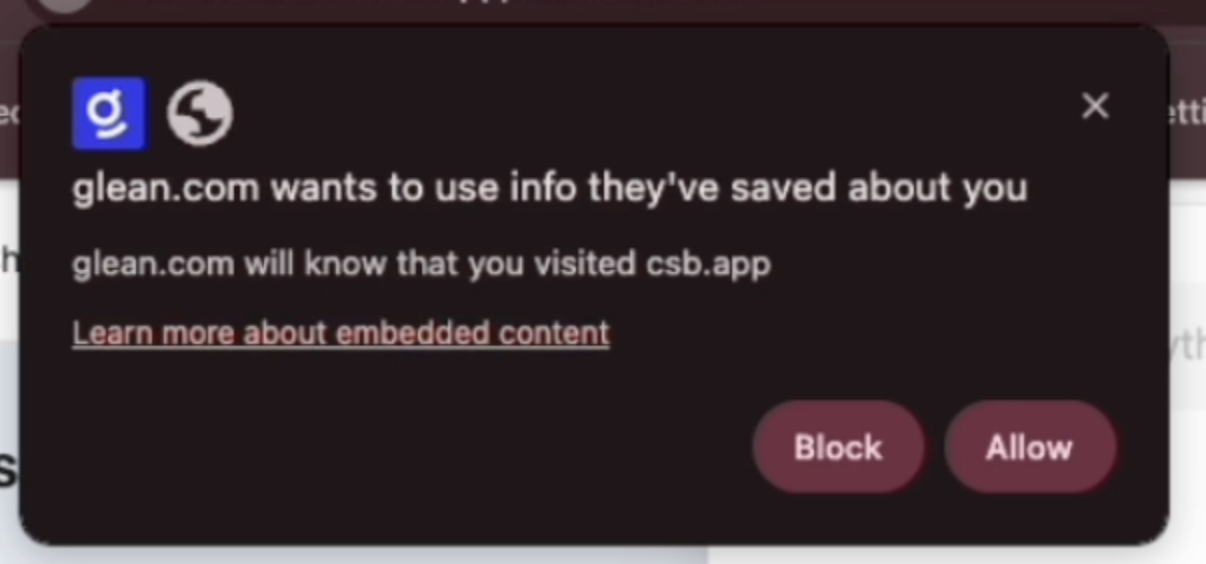 g
glean.com wants to use info they've saved about you
glean.com will know that you visited csb.app
Learn more about embedded content
Block
Allow